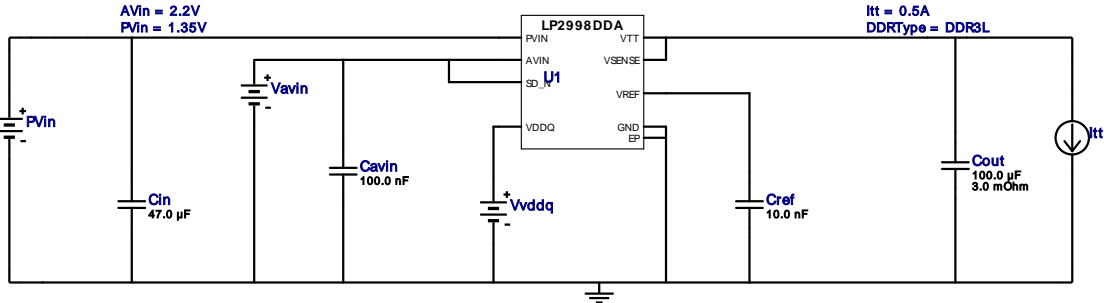 AVin = 2.2V
PVin = 1.35V
Itt = 0.5A
DDRType = DDR3L
LP2998DDA
PVIN
VTT
AVIN
VSENSE
SD_N
U1
VREF
VDDQ
GND
EP
+
Vavin
-
+
PVin
-
Cavin
100.0 nF
Cin
47.0 µF
+
Vvddq
-
Cref
10.0 nF
Cout
100.0 µF
3.0 mOhm
Itt